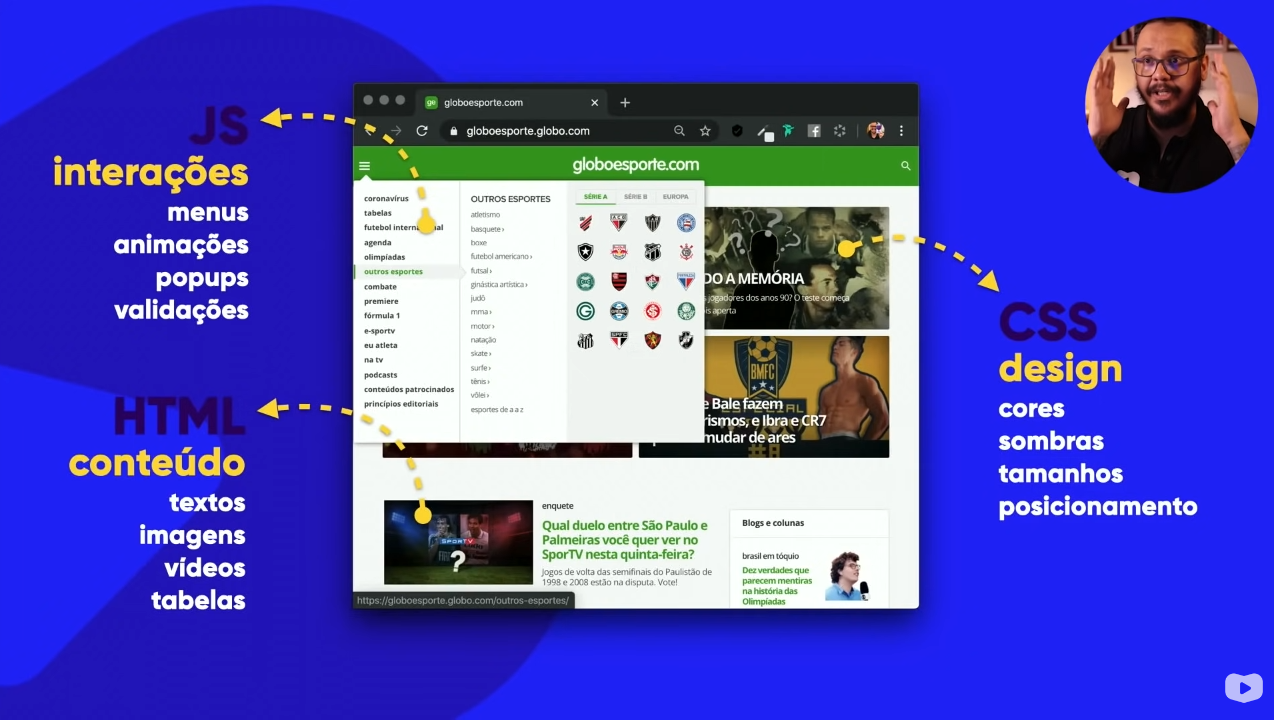 JS
interações
menus
animações
popups
validações
HTML
conteúdo
textos
imagens
vídeos
tabelas
ge
globoesporte.com
globoesporte.globo.com
globoesporte.com
coronavírus
tabelas
futebol internacional
agenda
olimpíadas
outros esportes
combate
premiere
fórmula 1
e-sportv
eu atleta
na tv
podcasts
conteúdos patrocinados
princípios editoriais
OUTROS ESPORTES
atletismo
basquete ›
boxe
futebol americano ›
futsal ›
ginástica artística ›
judô
mma ›
motor ›
natação
skate ›
surfe ›
tênis ›
vôlei ›
esportes de a a z
SÉRIE A SÉRIE B EUROPA
DO A MEMÓRIA
s jogadores dos anos 90? O teste começa
is aperta
BMFC
ESPECIAL
#8
e Bale fazem
rismos, e Ibra e CR7
mudar de ares
SPORTV
?
enquete
Qual duelo entre São Paulo e
Palmeiras você quer ver no
SporTV nesta quinta-feira?
Jogos de volta das semifinais do Paulistão de
1998 e 2008 estão na disputa. Vote!
Blogs e colunas
brasil em tóquio
Dez verdades que
parecem mentiras
na história das
Olimpíadas
https://globoesporte.globo.com/outros-esportes/
CSS
design
cores
sombras
tamanhos
posicionamento